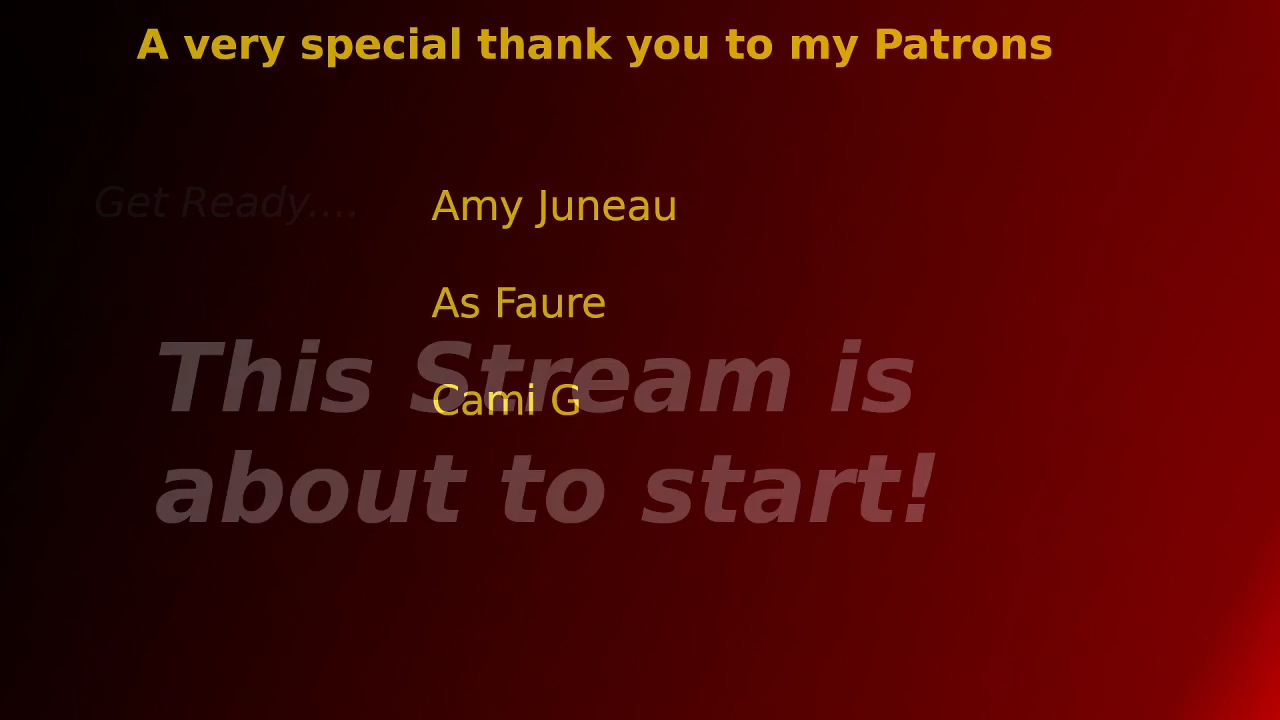 A very special thank you to my Patrons
Get Ready....
Amy Juneau
As Faure
This Stream is
Cami G
about to start!